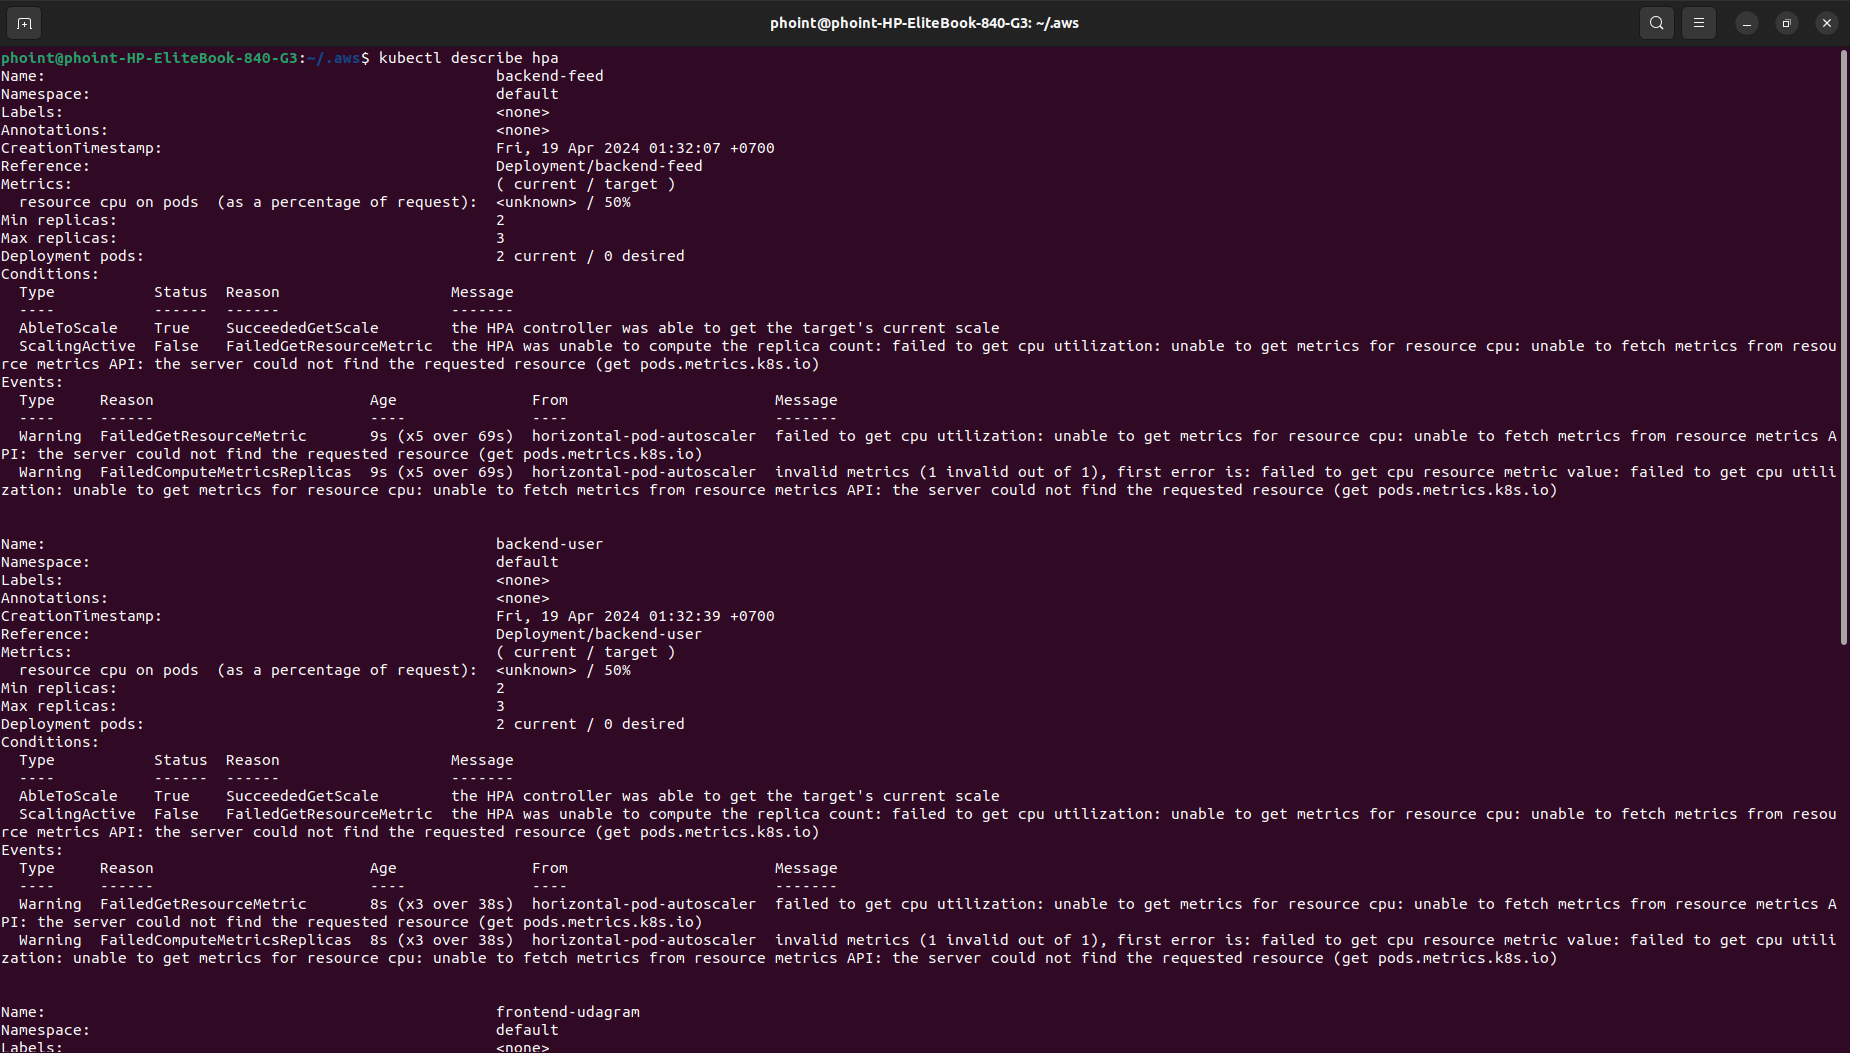 phoint@phoint-HP-EliteBook-840-G3: ~/.aws
phoint@phoint-HP-EliteBook-840-G3:~/.aws$ kubectl describe hpa
Name:                                                  backend-feed
Namespace:                                             default
Labels:                                                <none>
Annotations:                                           <none>
CreationTimestamp:                                     Fri, 19 Apr 2024 01:32:07 +0700
Reference:                                             Deployment/backend-feed
Metrics:                                               ( current / target )
  resource cpu on pods  (as a percentage of request):  <unknown> / 50%
Min replicas:                                          2
Max replicas:                                          3
Deployment pods:                                       2 current / 0 desired
Conditions:
  Type           Status  Reason                   Message
  ----           ------  ------                   -------
  AbleToScale    True    SucceededGetScale        the HPA controller was able to get the target's current scale
  ScalingActive  False   FailedGetResourceMetric  the HPA was unable to compute the replica count: failed to get cpu utilization: unable to get metrics for resource cpu: unable to fetch metrics from resou
rce metrics API: the server could not find the requested resource (get pods.metrics.k8s.io)
Events:
  Type     Reason                        Age               From                       Message
  ----     ------                        ----              ----                       -------
  Warning  FailedGetResourceMetric       9s (x5 over 69s)  horizontal-pod-autoscaler  failed to get cpu utilization: unable to get metrics for resource cpu: unable to fetch metrics from resource metrics A
PI: the server could not find the requested resource (get pods.metrics.k8s.io)
  Warning  FailedComputeMetricsReplicas  9s (x5 over 69s)  horizontal-pod-autoscaler  invalid metrics (1 invalid out of 1), first error is: failed to get cpu resource metric value: failed to get cpu utili
zation: unable to get metrics for resource cpu: unable to fetch metrics from resource metrics API: the server could not find the requested resource (get pods.metrics.k8s.io)
Name:                                                  backend-user
Namespace:                                             default
Labels:                                                <none>
Annotations:                                           <none>
CreationTimestamp:                                     Fri, 19 Apr 2024 01:32:39 +0700
Reference:                                             Deployment/backend-user
Metrics:                                               ( current / target )
  resource cpu on pods  (as a percentage of request):  <unknown> / 50%
Min replicas:                                          2
Max replicas:                                          3
Deployment pods:                                       2 current / 0 desired
Conditions:
  Type           Status  Reason                   Message
  ----           ------  ------                   -------
  AbleToScale    True    SucceededGetScale        the HPA controller was able to get the target's current scale
  ScalingActive  False   FailedGetResourceMetric  the HPA was unable to compute the replica count: failed to get cpu utilization: unable to get metrics for resource cpu: unable to fetch metrics from resou
rce metrics API: the server could not find the requested resource (get pods.metrics.k8s.io)
Events:
  Type     Reason                        Age               From                       Message
  ----     ------                        ----              ----                       -------
  Warning  FailedGetResourceMetric       8s (x3 over 38s)  horizontal-pod-autoscaler  failed to get cpu utilization: unable to get metrics for resource cpu: unable to fetch metrics from resource metrics A
PI: the server could not find the requested resource (get pods.metrics.k8s.io)
  Warning  FailedComputeMetricsReplicas  8s (x3 over 38s)  horizontal-pod-autoscaler  invalid metrics (1 invalid out of 1), first error is: failed to get cpu resource metric value: failed to get cpu utili
zation: unable to get metrics for resource cpu: unable to fetch metrics from resource metrics API: the server could not find the requested resource (get pods.metrics.k8s.io)
Name:                                                  frontend-udagram
Namespace:                                             default
Labels:                                                <none>